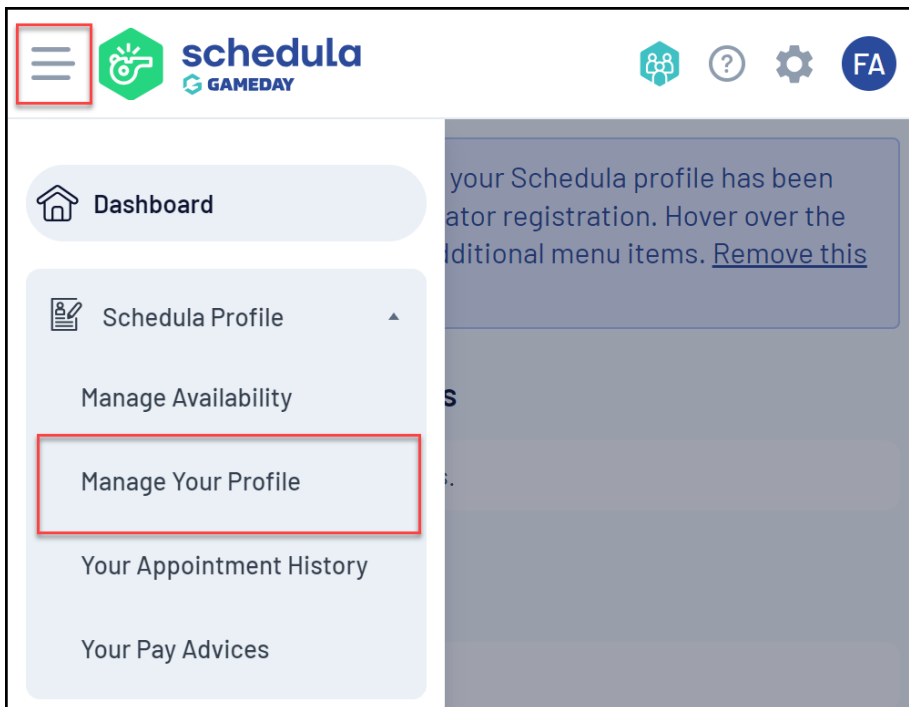 schedula
GAMEDAY
?
FA
Dashboard
your Schedula profile has been
ator registration. Hover over the
dditional menu items. Remove this
Schedula Profile
Manage Availability
s
Manage Your Profile
s.
Your Appointment History
Your Pay Advices